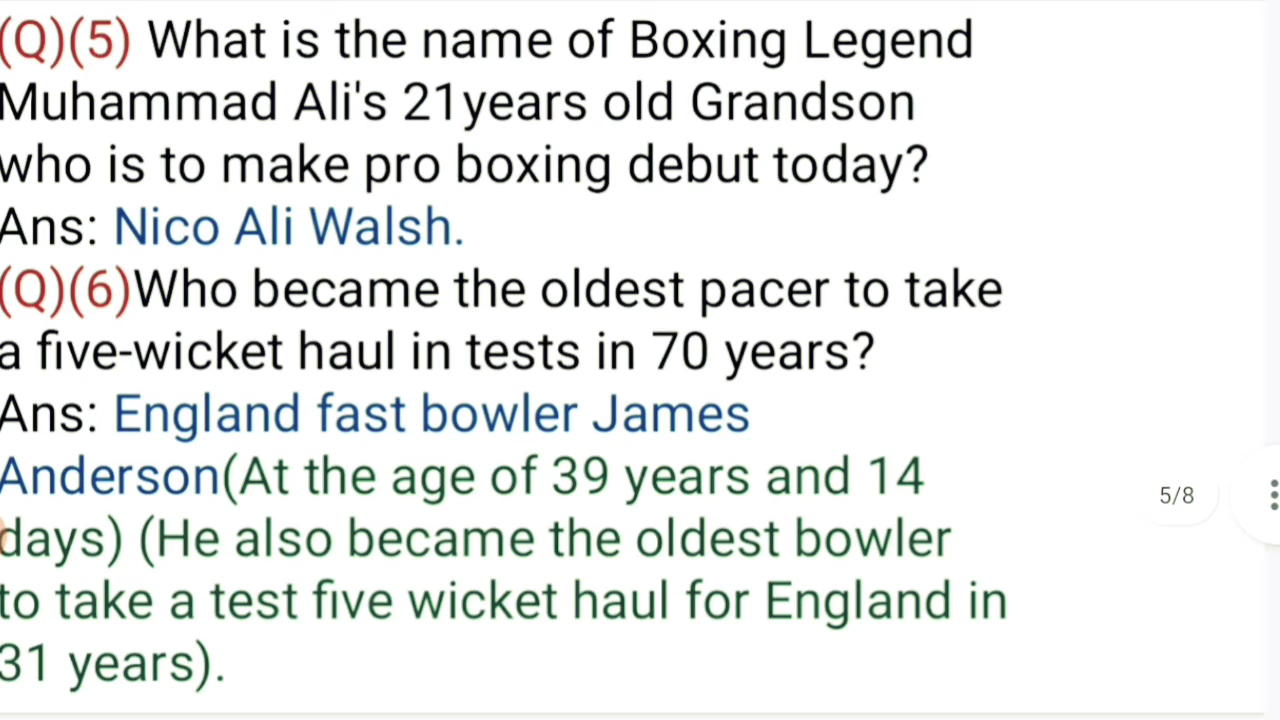 (Q)(5) What is the name of Boxing Legend
Muhammad Ali's 21years old Grandson
who is to make pro boxing debut today?
Ans: Nico Ali Walsh.
(Q)(6)Who became the oldest pacer to take
a five-wicket haul in tests in 70 years?
Ans: England fast bowler James
Anderson(At the age of 39 years and 14
days) (He also became the oldest bowler
to take a test five wicket haul for England in
31 years).
5/8